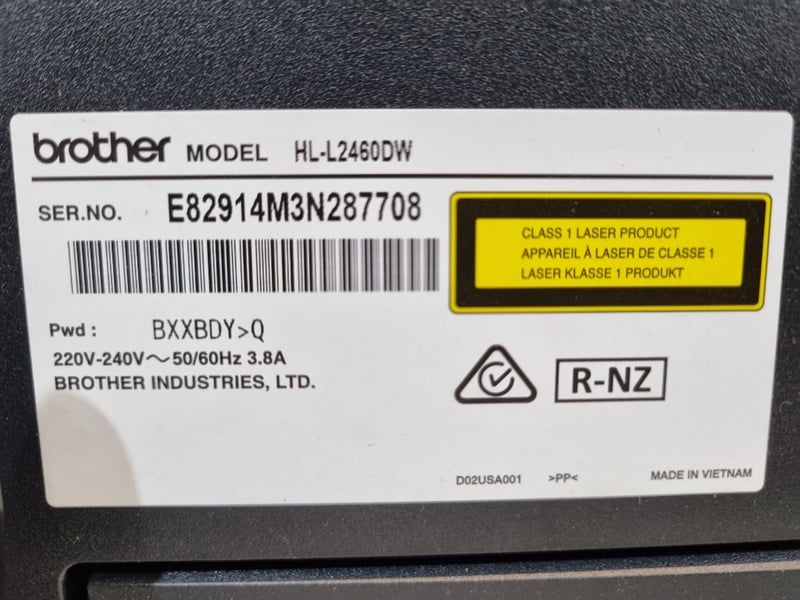 brother MODEL HL-L2460DW
SER.NO. E82914M3N287708
CLASS 1 LASER PRODUCT
APPAREIL À LASER DE CLASSE 1
LASER KLASSE 1 PRODUKT
Pwd : BXXBDY>Q
220V-240V～50/60Hz 3.8A
BROTHER INDUSTRIES, LTD.
R-NZ
D02USA001 >PP< MADE IN VIETNAM